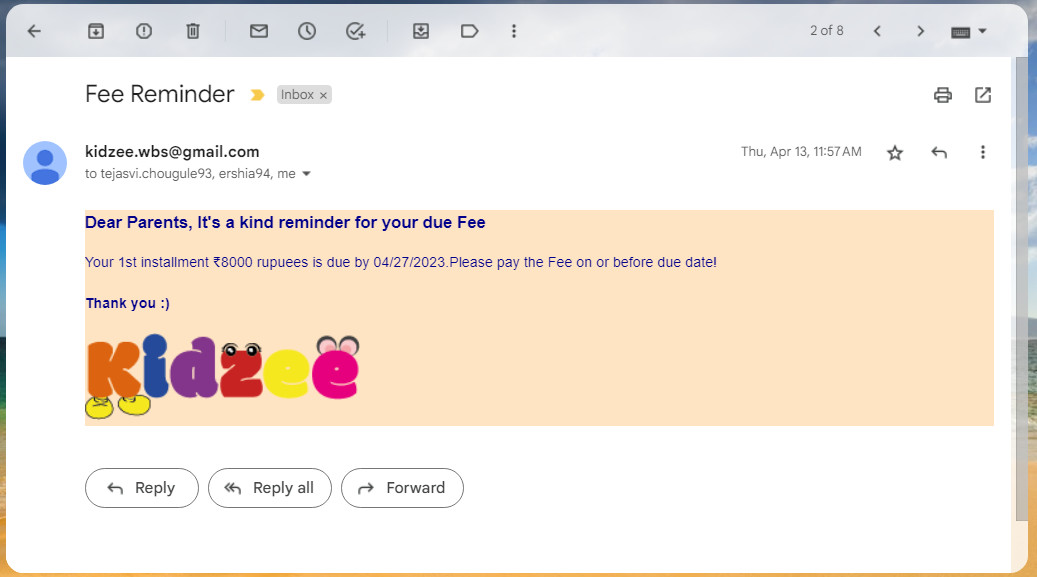 2 of 8
Fee Reminder
Inbox ×
kidzee.wbs@gmail.com
Thu, Apr 13, 11:57 AM
to tejasvi.chougule93, ershia94, me
Dear Parents, It's a kind reminder for your due Fee
Your 1st installment ₹8000 rupuees is due by 04/27/2023.Please pay the Fee on or before due date!
Thank you :)
Kidzee
Reply
Reply all
Forward